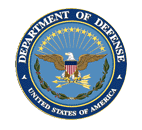 DEPARTMENT OF DEFENSE
UNITED STATES OF AMERICA